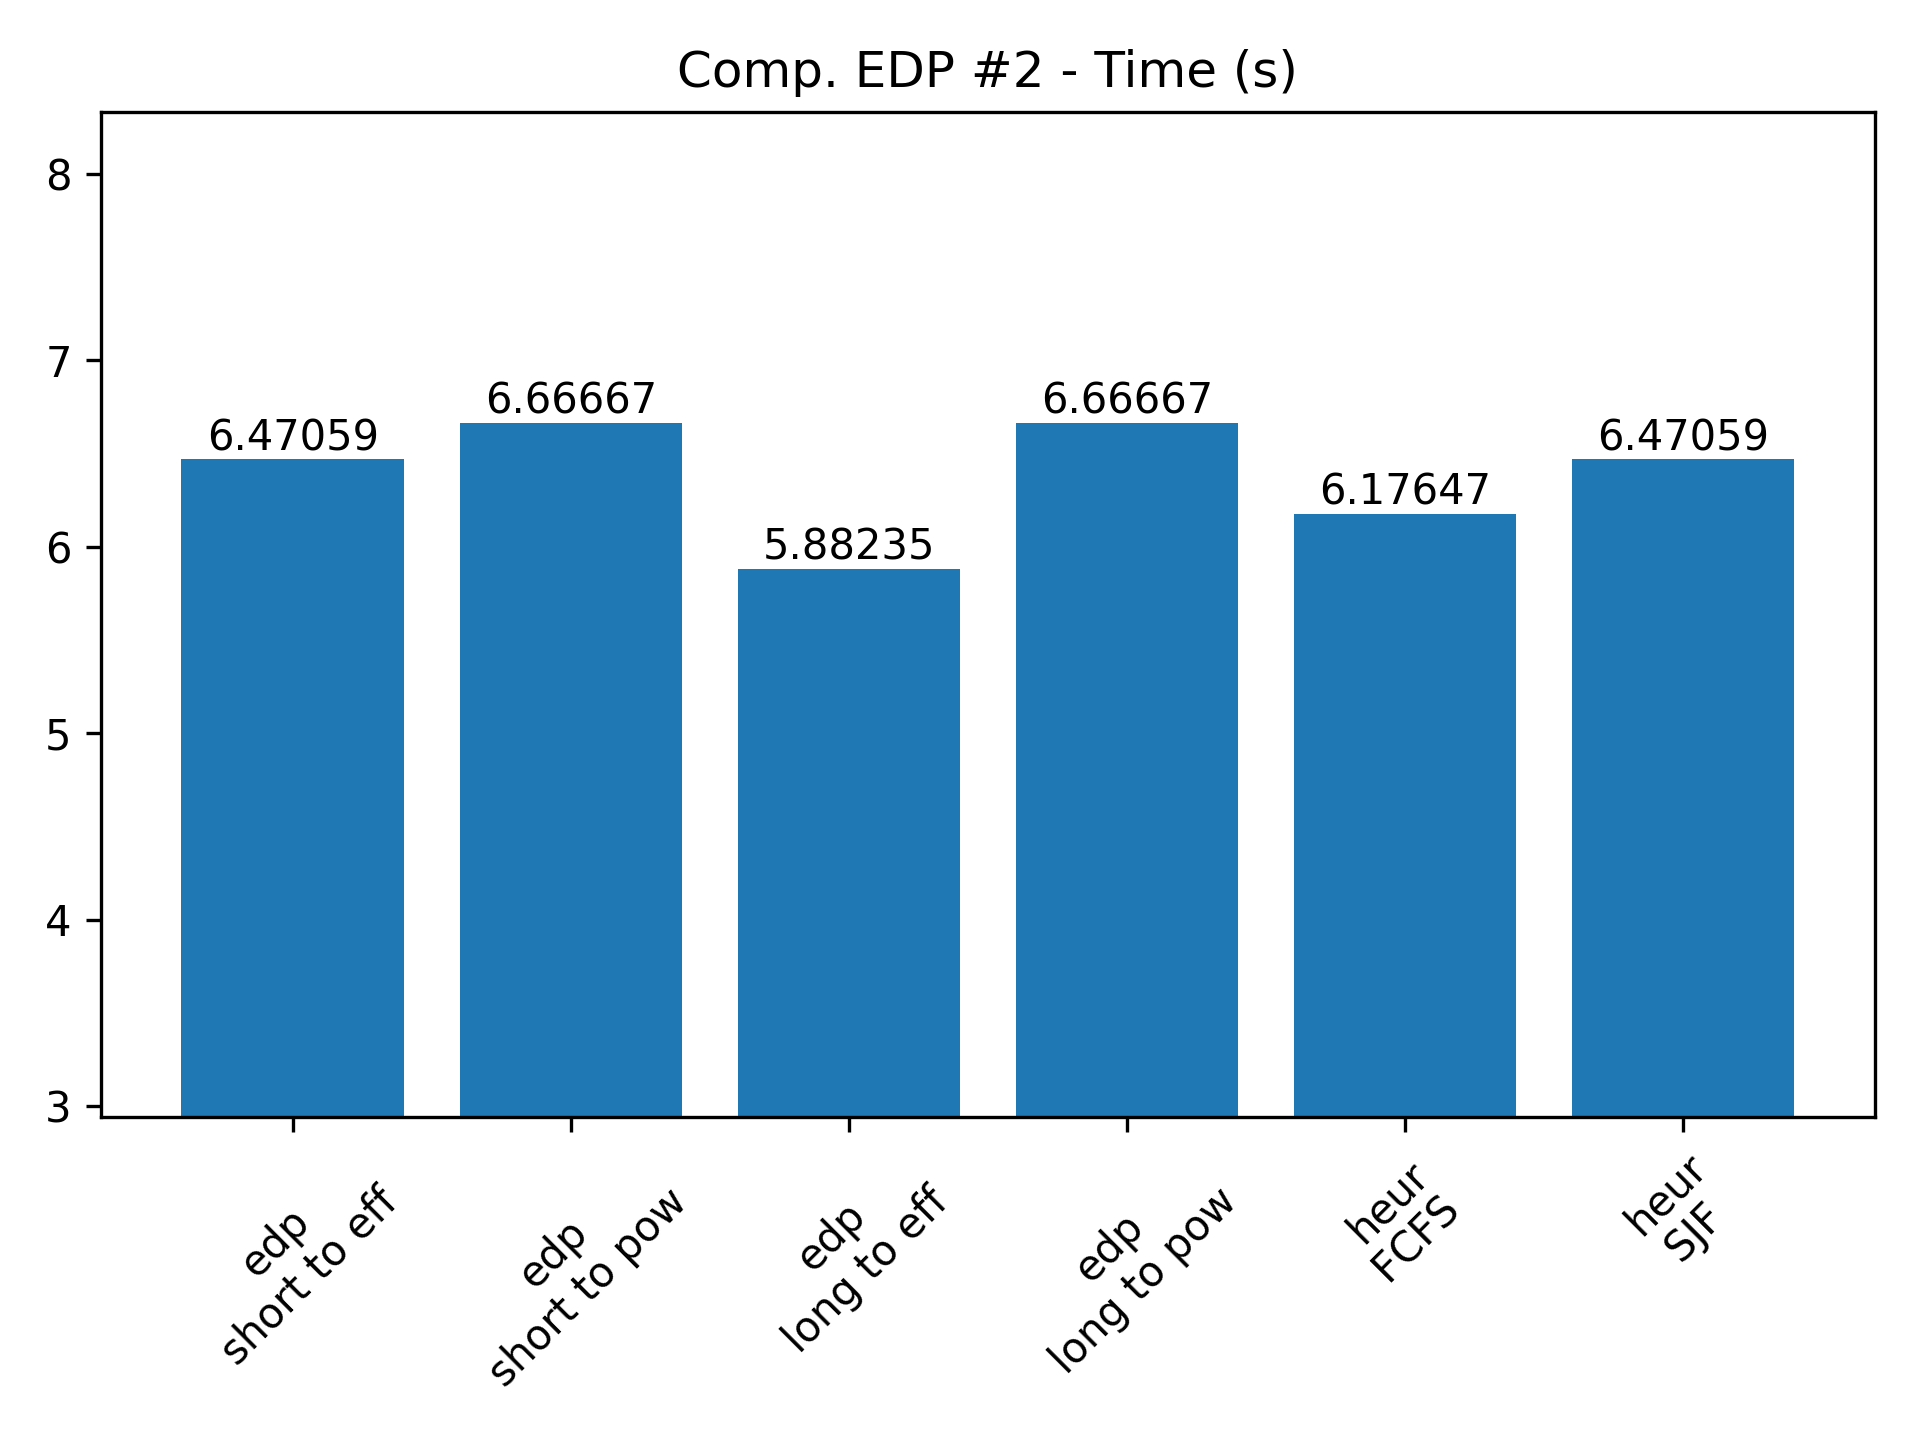 Comp. EDP #2 - Time (s)
8
7
6
5
4
3
6.47059
6.66667
5.88235
6.66667
6.17647
6.47059
edp
short to eff
edp
short to pow
edp
long to eff
edp
long to pow
heur
FCFS
heur
SJF